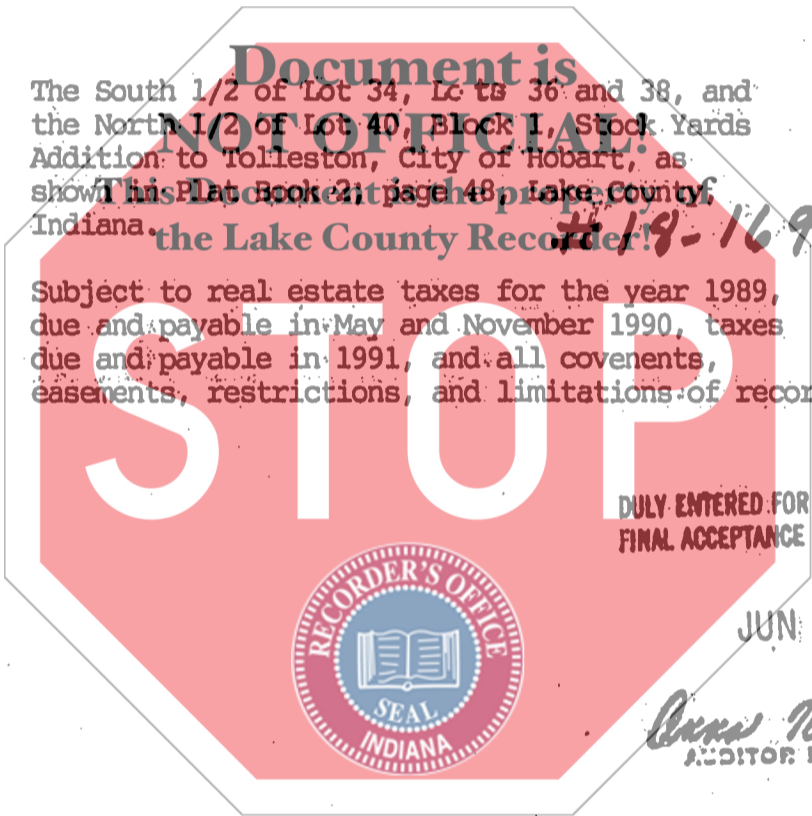 Document is
The South 1/2 of Lot 34, Lots 36 and 38, and
the North 1/2 of Lot 40, Block 1, Stock Yards
NOT OFFICIAL!
Addition to Tolleston, City of Hobart, as
shown in Plat Book 2, page 48, Lake County,
This Document is the property of
Indiana.
the Lake County Recorder!
# 18-169
Subject to real estate taxes for the year 1989,
due and payable in May and November 1990, taxes
due and payable in 1991, and all covenents,
easements, restrictions, and limitations of recor
STOP
DULY ENTERED FOR
FINAL ACCEPTANCE
RECORDER'S OFFICE
JUN
SEAL
INDIANA
Anna
AUDITOR